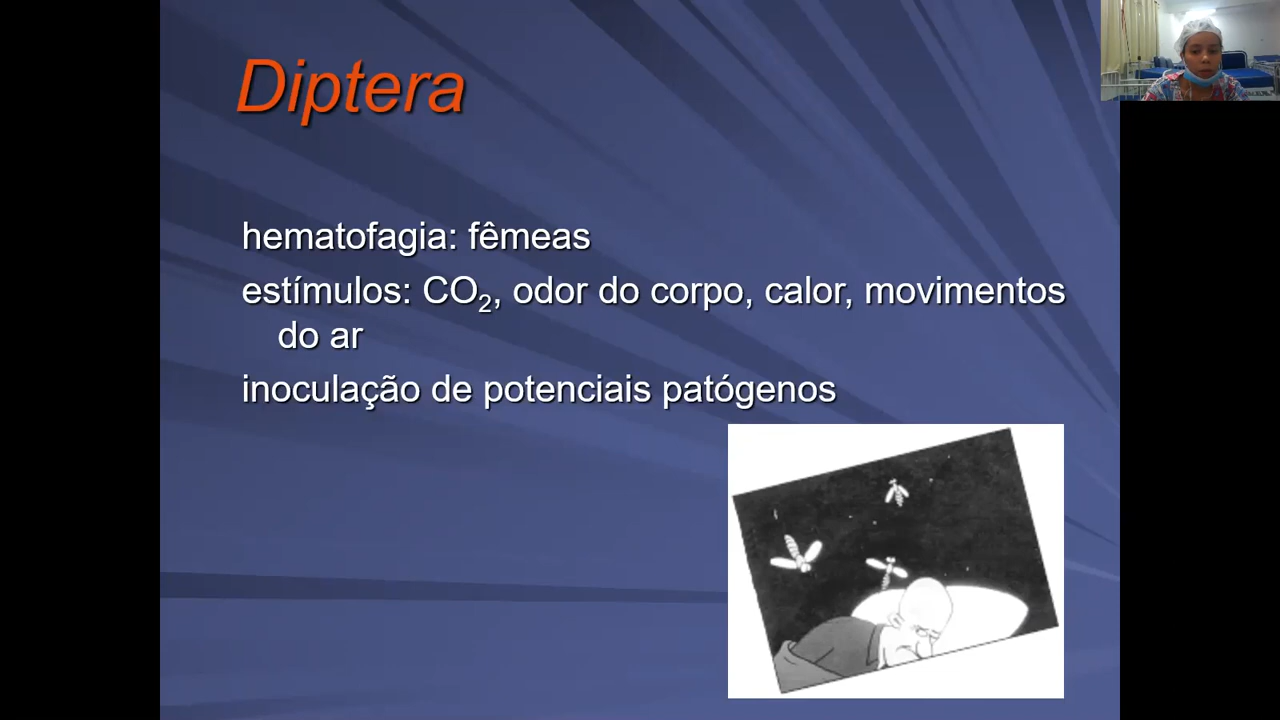 Diptera
hematofagia: fêmeas
estímulos: CO₂, odor do corpo, calor, movimentos
do ar
inoculação de potenciais patógenos